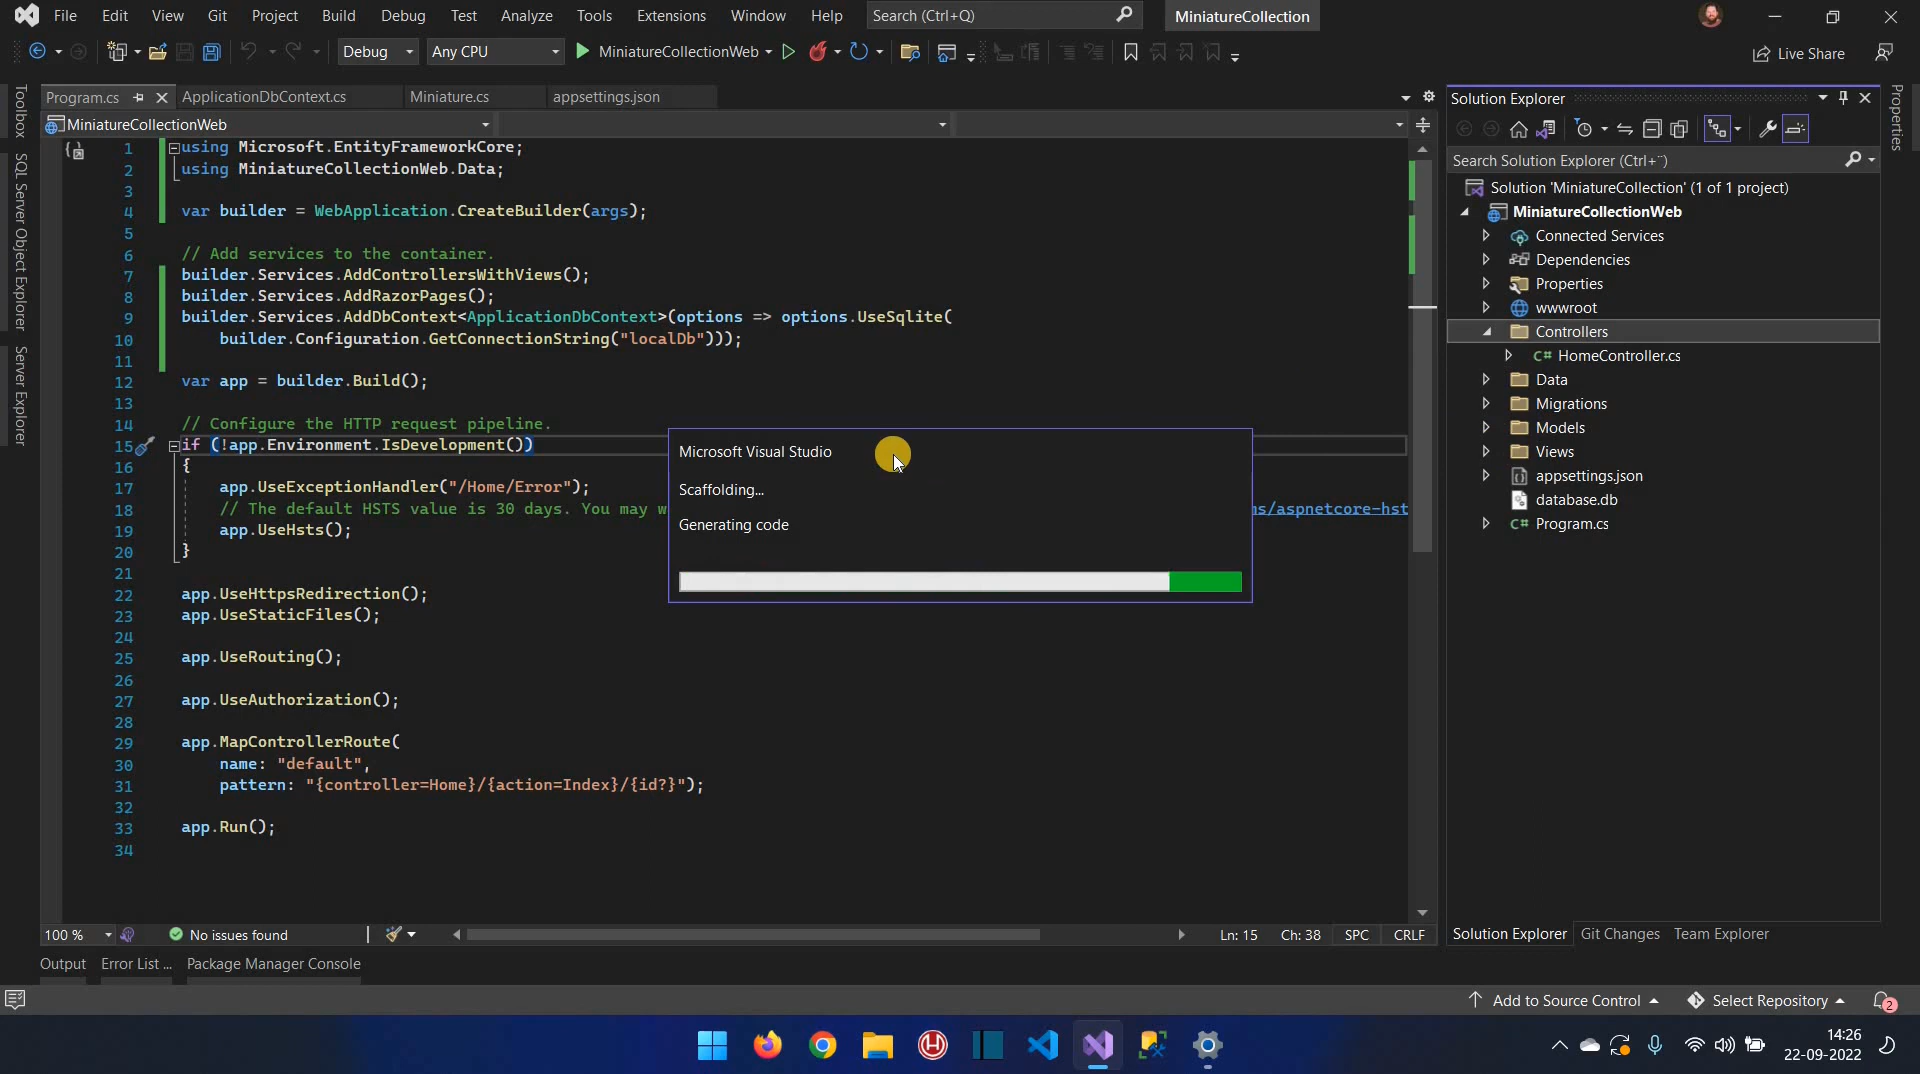 File Edit View Git Project Build Debug Test Analyze Tools Extensions Window Help Search (Ctrl+Q) MiniatureCollection
Debug Any CPU MiniatureCollectionWeb Live Share
Program.cs ApplicationDbContext.cs Miniature.cs appsettings.json
MiniatureCollectionWeb
Toolbox
SQL Server Object Explorer
Server Explorer
1 using Microsoft.EntityFrameworkCore;
2 using MiniatureCollectionWeb.Data;
3
4 var builder = WebApplication.CreateBuilder(args);
5
6 // Add services to the container.
7 builder.Services.AddControllersWithViews();
8 builder.Services.AddRazorPages();
9 builder.Services.AddDbContext<ApplicationDbContext>(options => options.UseSqlite(
10 builder.Configuration.GetConnectionString("localDb")));
11
12 var app = builder.Build();
13
14 // Configure the HTTP request pipeline.
15 if (!app.Environment.IsDevelopment())
16 {
17 app.UseExceptionHandler("/Home/Error");
18 // The default HSTS value is 30 days. You may w s/aspnetcore-hst
19 app.UseHsts();
20 }
21
22 app.UseHttpsRedirection();
23 app.UseStaticFiles();
24
25 app.UseRouting();
26
27 app.UseAuthorization();
28
29 app.MapControllerRoute(
30 name: "default",
31 pattern: "{controller=Home}/{action=Index}/{id?}");
32
33 app.Run();
34
Microsoft Visual Studio
Scaffolding...
Generating code
Solution Explorer
Search Solution Explorer (Ctrl+¨)
Solution 'MiniatureCollection' (1 of 1 project)
MiniatureCollectionWeb
Connected Services
Dependencies
Properties
wwwroot
Controllers
C# HomeController.cs
Data
Migrations
Models
Views
appsettings.json
database.db
C# Program.cs
Properties
100 % No issues found Ln: 15 Ch: 38 SPC CRLF
Solution Explorer Git Changes Team Explorer
Output Error List ... Package Manager Console
Add to Source Control Select Repository 2
14:26
22-09-2022